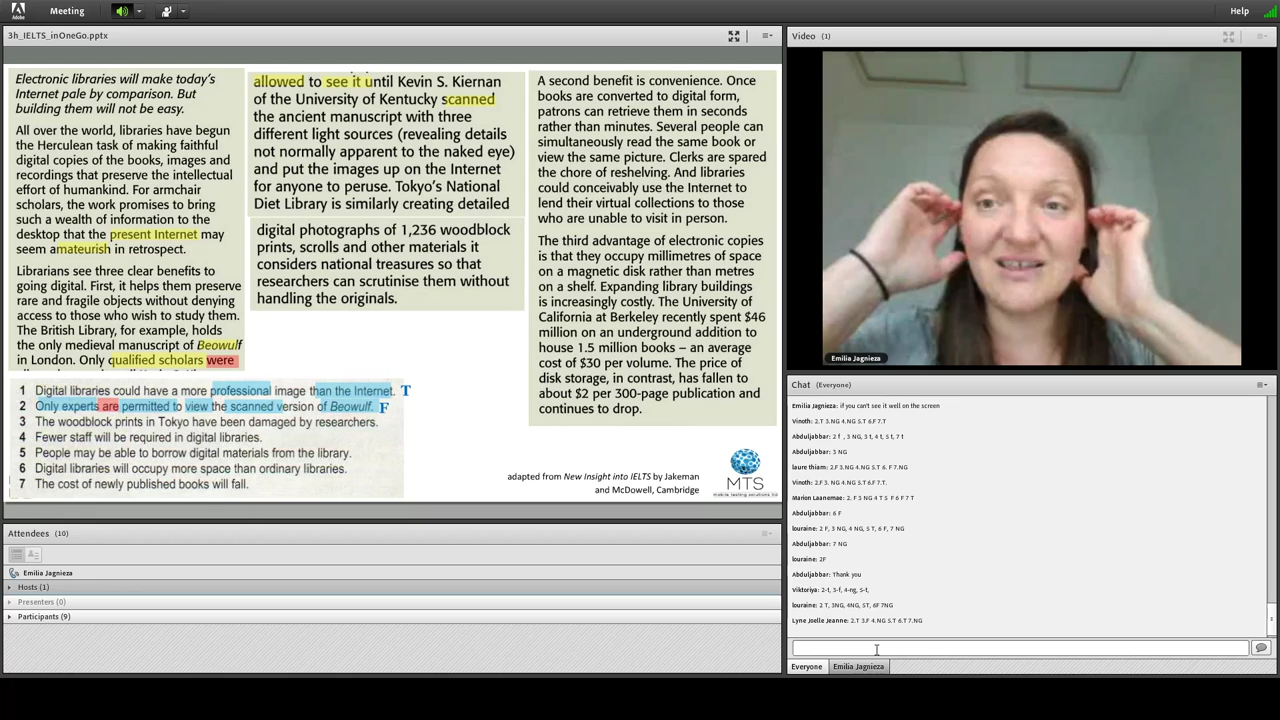 Meeting
Help
3h_IELTS_inOneGo.pptx
Electronic libraries will make today's
Internet pale by comparison. But
building them will not be easy.
All over the world, libraries have begun
the Herculean task of making faithful
digital copies of the books, images and
recordings that preserve the intellectual
effort of humankind. For armchair
scholars, the work promises to bring
such a wealth of information to the
desktop that the present Internet may
seem amateurish in retrospect.
Librarians see three clear benefits to
going digital. First, it helps them preserve
rare and fragile objects without denying
access to those who wish to study them.
The British Library, for example, holds
the only medieval manuscript of Beowulf
in London. Only qualified scholars were
allowed to see it until Kevin S. Kiernan
of the University of Kentucky scanned
the ancient manuscript with three
different light sources (revealing details
not normally apparent to the naked eye)
and put the images up on the Internet
for anyone to peruse. Tokyo's National
Diet Library is similarly creating detailed
digital photographs of 1,236 woodblock
prints, scrolls and other materials it
considers national treasures so that
researchers can scrutinise them without
handling the originals.
A second benefit is convenience. Once
books are converted to digital form,
patrons can retrieve them in seconds
rather than minutes. Several people can
simultaneously read the same book or
view the same picture. Clerks are spared
the chore of reshelving. And libraries
could conceivably use the Internet to
lend their virtual collections to those
who are unable to visit in person.
The third advantage of electronic copies
is that they occupy millimetres of space
on a magnetic disk rather than metres
on a shelf. Expanding library buildings
is increasingly costly. The University of
California at Berkeley recently spent $46
million on an underground addition to
house 1.5 million books – an average
cost of $30 per volume. The price of
disk storage, in contrast, has fallen to
about $2 per 300-page publication and
continues to drop.
1 Digital libraries could have a more professional image than the Internet. T
2 Only experts are permitted to view the scanned version of Beowulf. F
3 The woodblock prints in Tokyo have been damaged by researchers.
4 Fewer staff will be required in digital libraries.
5 People may be able to borrow digital materials from the library.
6 Digital libraries will occupy more space than ordinary libraries.
7 The cost of newly published books will fall.
adapted from New Insight into IELTS by Jakeman
and McDowell, Cambridge
MTS
mobile testing solutions
Attendees (10)
Emilia Jagnieza
Hosts (1)
Presenters (0)
Participants (9)
Video (1)
Emilia Jagnieza
Chat (Everyone)
Emilia Jagnieza: if you can't see it well on the screen
Vinoth: 2.T 3.NG 4.NG 5.T 6.F 7.T
Abduljabbar: 2 f , 3 NG, 3 t, 4 t, 5 t, 7 t
Abduljabbar: 3 NG
laure thiam: 2.F 3.NG 4.NG 5.T 6. F 7.NG
Vinoth: 2.F 3. NG 4.NG 5.T 6.F 7.T.
Marion Laanemae: 2. F 3 NG 4 T 5 F 6 F 7 T
Abduljabbar: 6 F
louraine: 2 F, 3 NG, 4 NG, 5 T, 6 F, 7 NG
Abduljabbar: 7 NG
louraine: 2F
Abduljabbar: Thank you
Viktoriya: 2-t, 3-f, 4-ng, 5-t,
louraine: 2 T, 3NG, 4NG, 5T, 6F 7NG
Lyne Joelle Jeanne: 2.T 3.F 4.NG 5.T 6.T 7.NG
Everyone
Emilia Jagnieza